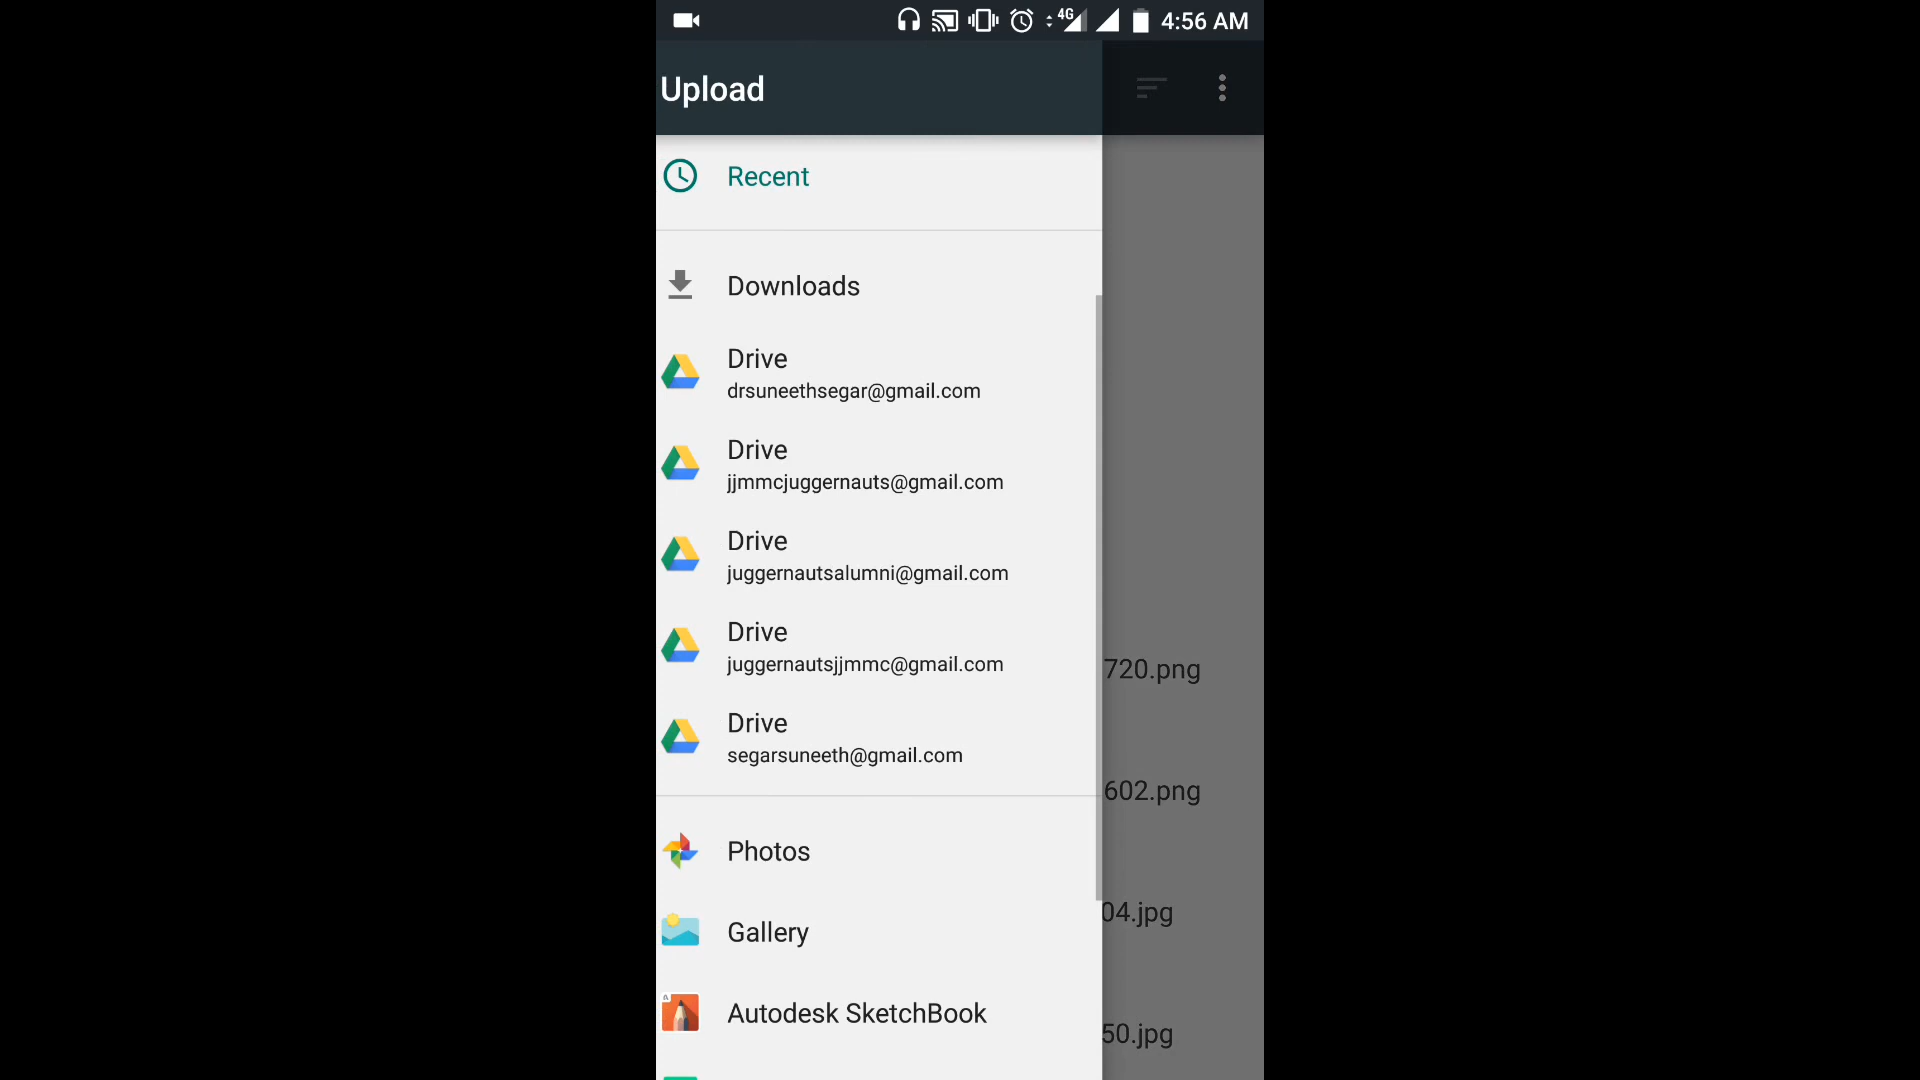 4G 4:56 AM
Upload
Recent
Downloads
Drive
drsuneethsegar@gmail.com
Drive
jjmmcjuggernauts@gmail.com
Drive
juggernautsalumni@gmail.com
Drive
juggernautsjjmmc@gmail.com
720.png
Drive
segarsuneeth@gmail.com
602.png
Photos
04.jpg
Gallery
Autodesk SketchBook
50.jpg